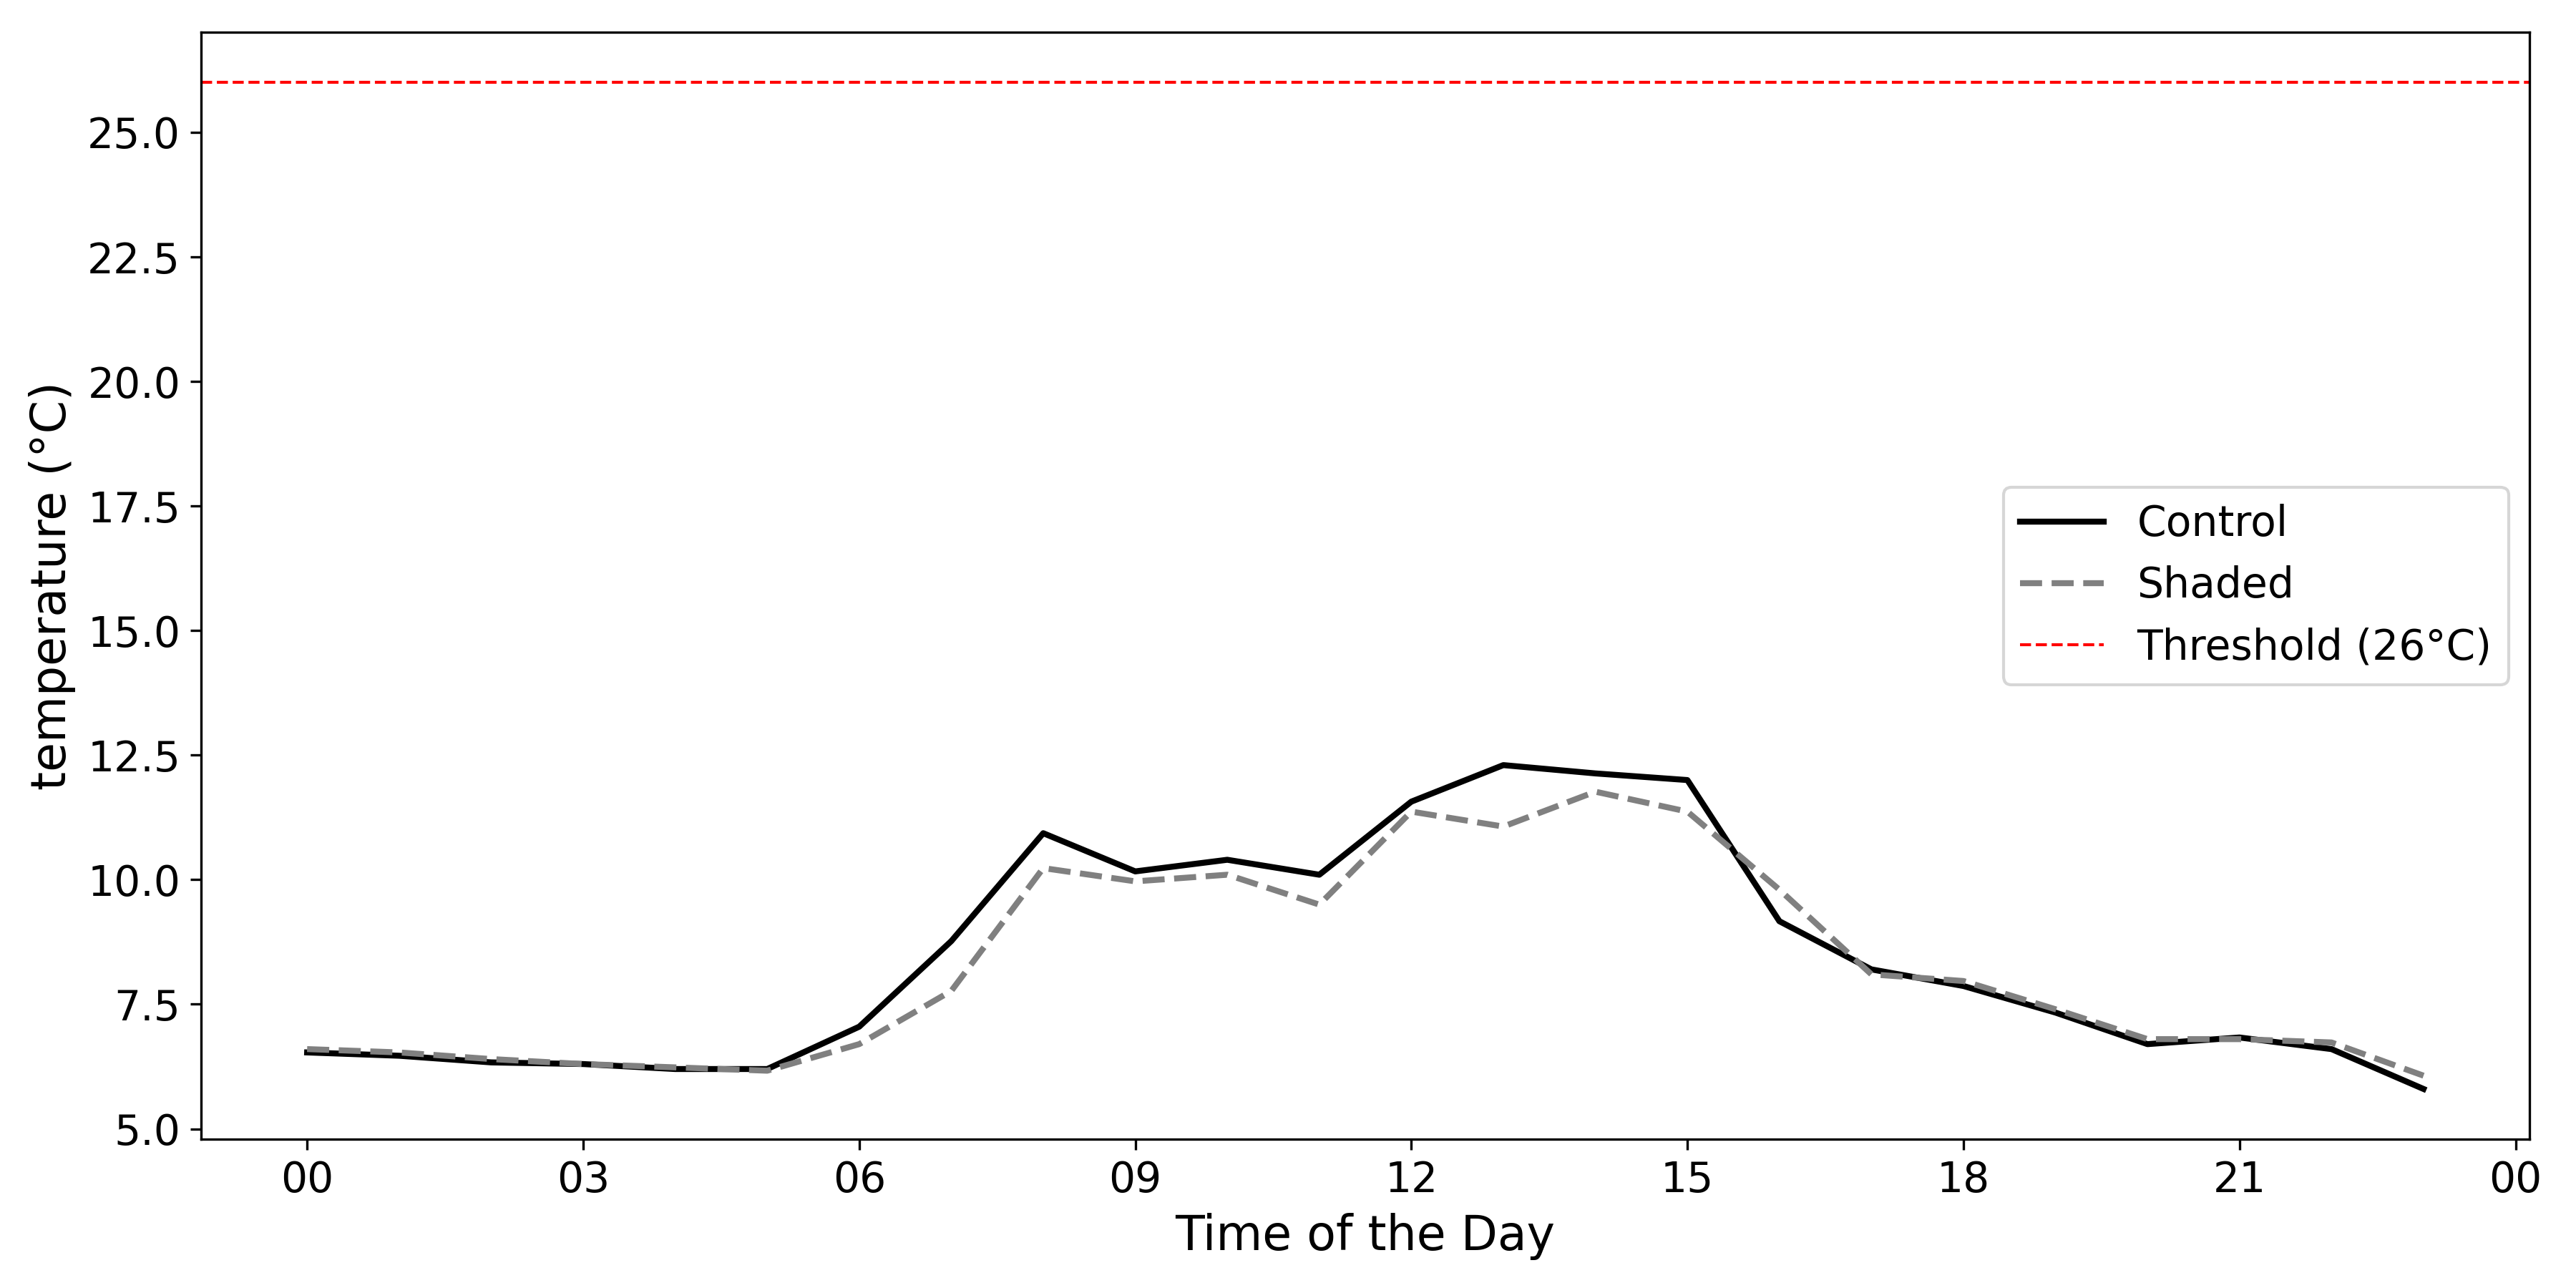 25.0
22.5
20.0
17.5
15.0
12.5
10.0
7.5
5.0
temperature (°C)
Control
Shaded
Threshold (26°C)
00 03 06 09 12 15 18 21 00
Time of the Day